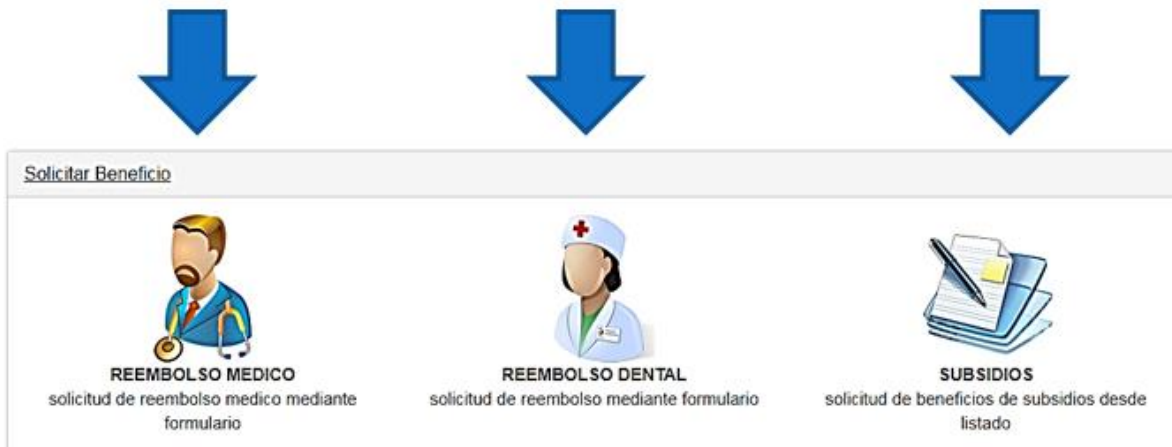 Solicitar Beneficio
REEMBOLSO MEDICO
solicitud de reembolso medico mediante
formulario
REEMBOLSO DENTAL
solicitud de reembolso mediante formulario
SUBSIDIOS
solicitud de beneficios de subsidios desde
listado